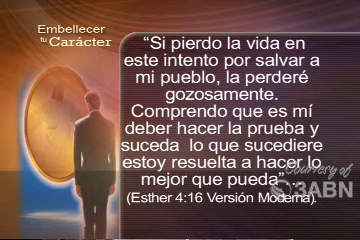 Embellecer
tu Carácter
“Si pierdo la vida en
este intento por salvar a
mi pueblo, la perderé
gozosamente.
Comprendo que es mí
deber hacer la prueba y
suceda lo que sucediere
estoy resuelta a hacer lo
mejor que pueda”...
(Esther 4:16 Versión Moderna).
Courtesy of
3ABN